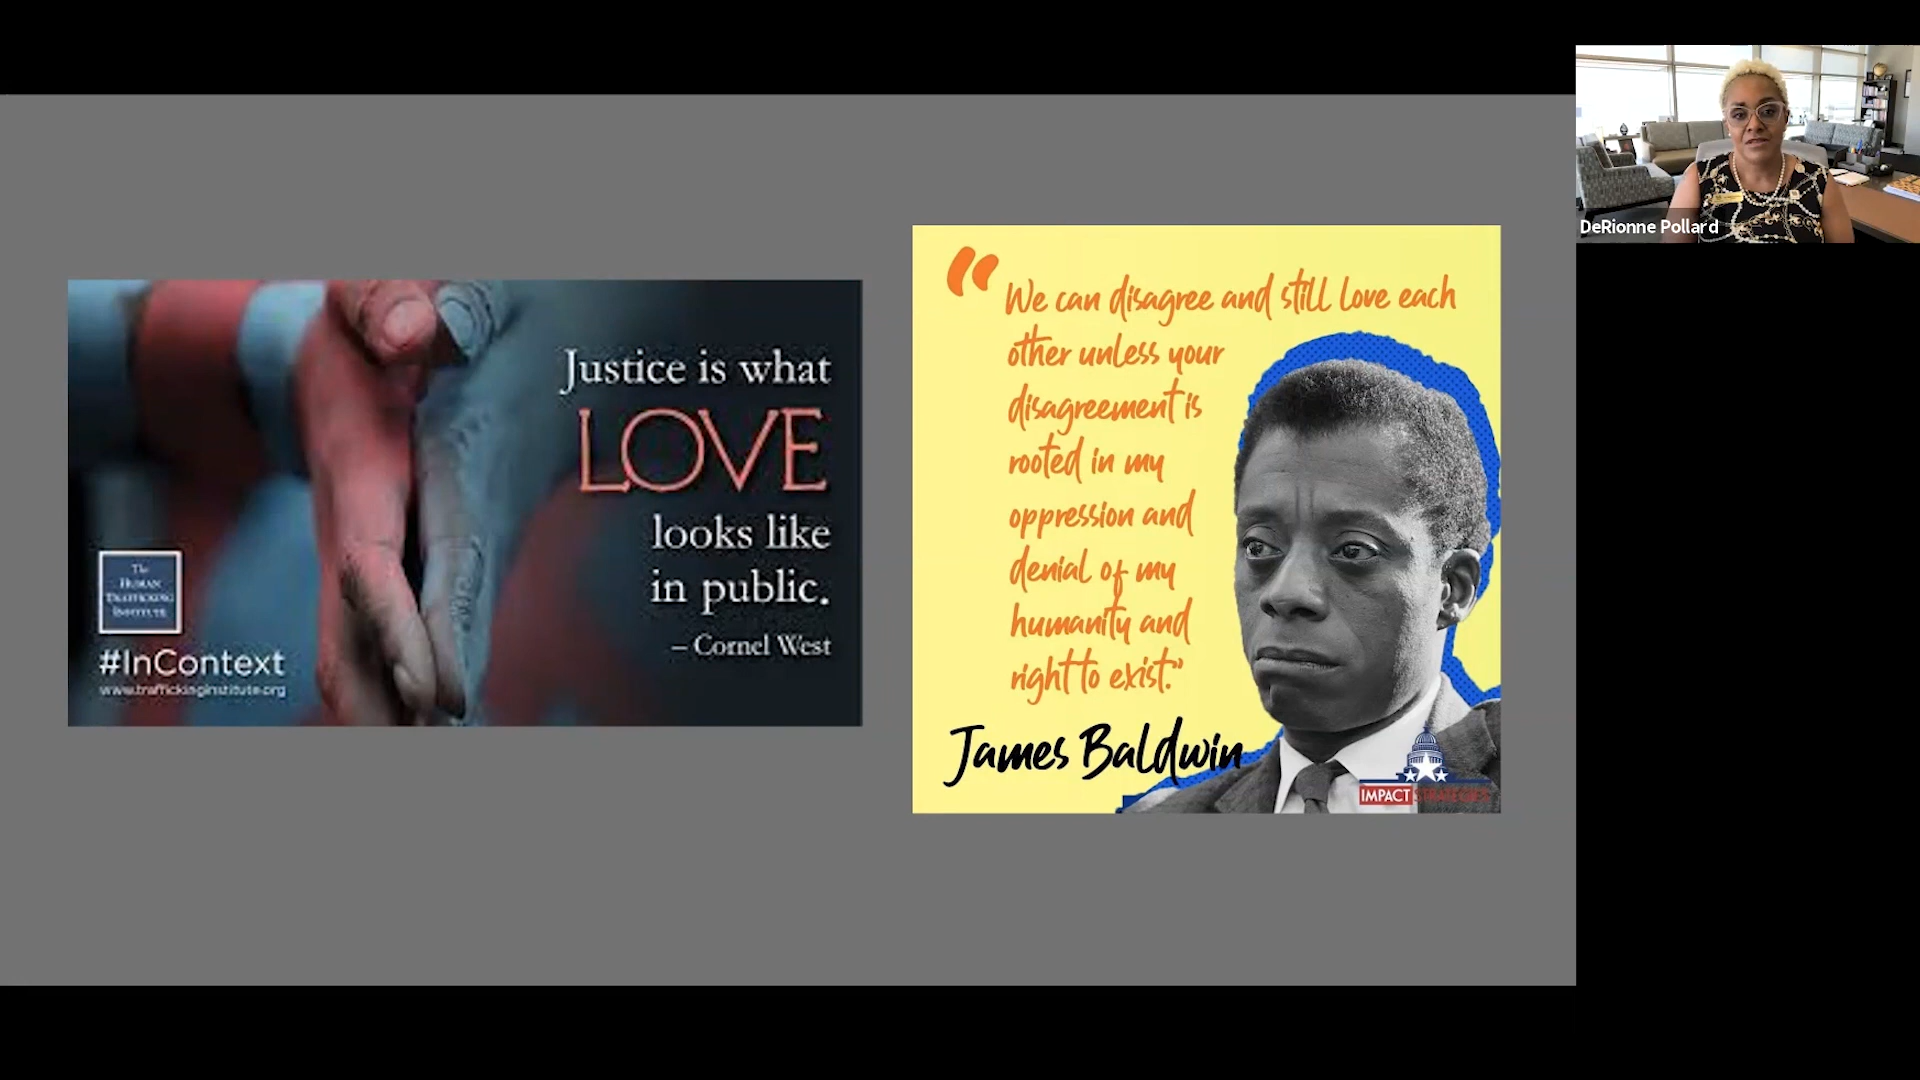 Justice is what
LOVE
looks like
in public.
– Cornel West
The
HUMAN
TRAFFICKING
INSTITUTE
#InContext
www.traffickinginstitute.org
“We can disagree and still love each
other unless your
disagreement is
rooted in my
oppression and
denial of my
humanity and
right to exist.”
James Baldwin
IMPACT STRATEGIES
DeRionne Pollard